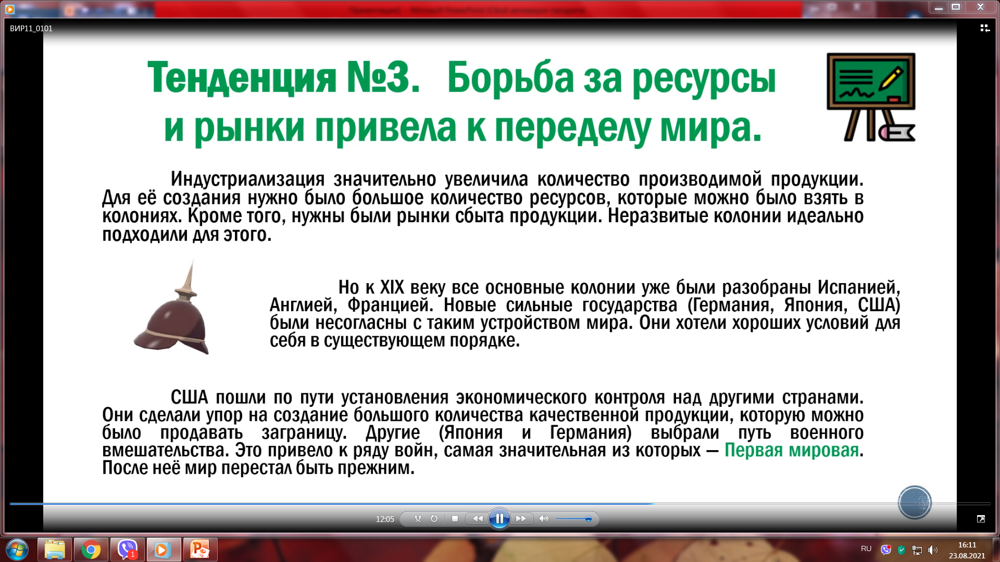 ВИР11_0101
Тенденция №3. Борьба за ресурсы
и рынки привела к переделу мира.
Индустриализация значительно увеличила количество производимой продукции.
Для её создания нужно было большое количество ресурсов, которые можно было взять в
колониях. Кроме того, нужны были рынки сбыта продукции. Неразвитые колонии идеально
подходили для этого.
Но к XIX веку все основные колонии уже были разобраны Испанией,
Англией, Францией. Новые сильные государства (Германия, Япония, США)
были несогласны с таким устройством мира. Они хотели хороших условий для
себя в существующем порядке.
США пошли по пути установления экономического контроля над другими странами.
Они сделали упор на создание большого количества качественной продукции, которую можно
было продавать заграницу. Другие (Япония и Германия) выбрали путь военного
вмешательства. Это привело к ряду войн, самая значительная из которых — Первая мировая.
После неё мир перестал быть прежним.
12:05
1
RU
16:11
23.08.2021